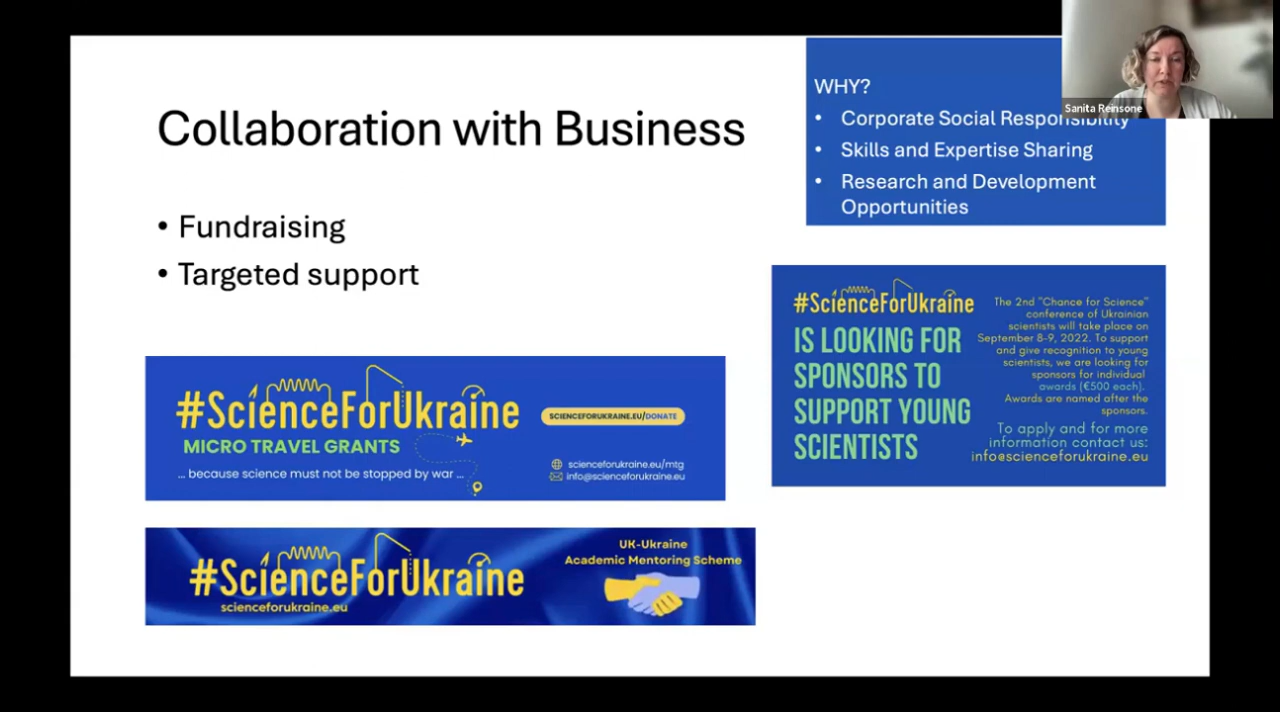 Collaboration with Business
• Fundraising
• Targeted support
WHY?
• Corporate Social Responsibility
• Skills and Expertise Sharing
• Research and Development
Opportunities
Sanita Reinsone
#ScienceForUkraine
MICRO TRAVEL GRANTS
... because science must not be stopped by war ...
SCIENCEFORUKRAINE.EU/DONATE
scienceforukraine.eu/mtg
info@scienceforukraine.eu
#ScienceForUkraine
IS LOOKING FOR
SPONSORS TO
SUPPORT YOUNG
SCIENTISTS
The 2nd "Chance for Science"
conference of Ukrainian
scientists will take place on
September 8-9, 2022. To support
and give recognition to young
scientists, we are looking for
sponsors for individual
awards (€500 each).
Awards are named after the
sponsors.
To apply and for more
information contact us:
info@scienceforukraine.eu
#ScienceForUkraine
scienceforukraine.eu
UK-Ukraine
Academic Mentoring Scheme